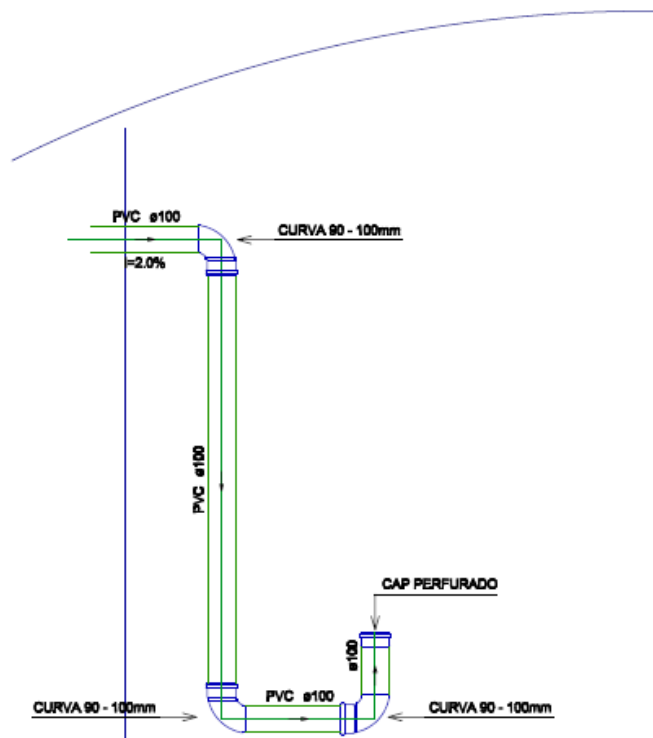 PVC ø100
CURVA 90 - 100mm
I=2.0%
PVC ø100
CAP PERFURADO
ø100
PVC ø100
CURVA 90 - 100mm
CURVA 90 - 100mm